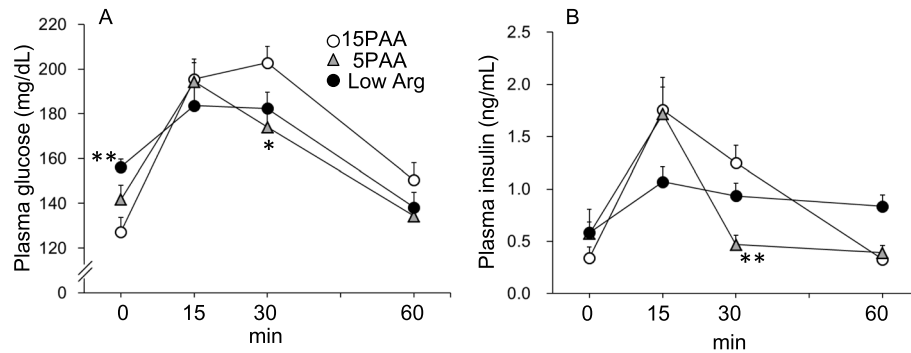 A
Plasma glucose (mg/dL)
220
200
180
160
140
120
0
15PAA
5PAA
Low Arg
**
*
0 15 30 60
min
B
Plasma insulin (ng/mL)
2.5
2.0
1.5
1.0
0.5
0.0
**
0 15 30 60
min